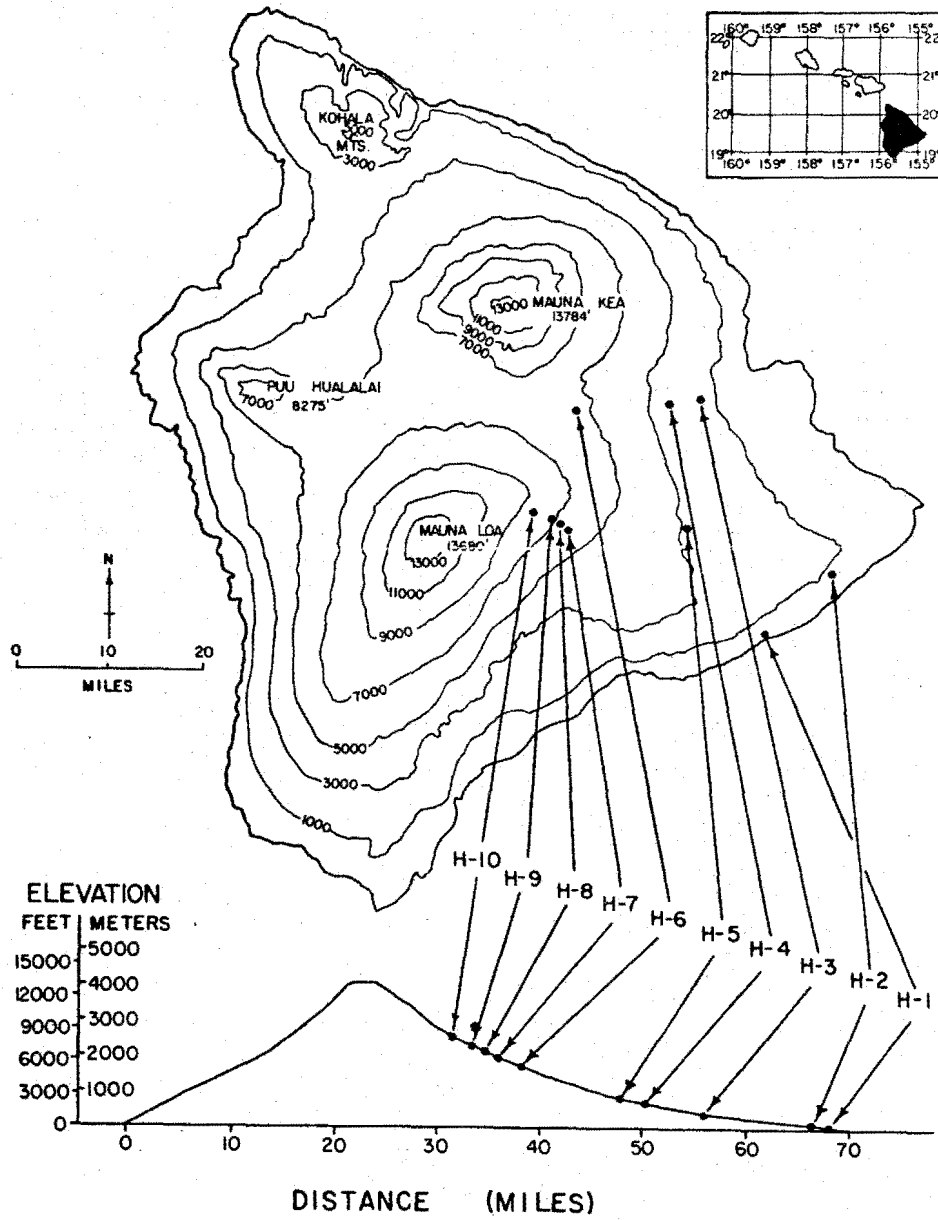 160° 159° 158° 157° 156° 155°
22° 22
21° 21°
20° 20°
19° 19°
160° 159° 158° 157° 156° 155°
KOHALA
MTS.
3000
13000 MAUNA KEA
13784'
11000
9000
7000
PUU HUALALAI
7000 8275'
MAUNA LOA
13680'
13000
11000
9000
7000
5000
3000
1000
N
0 20
MILES
H-10 H-9 H-8 H-7 H-6 H-5 H-4 H-3 H-2 H-1
ELEVATION
FEET METERS
5000
15000
12000 4000
9000 3000
6000 2000
3000 1000
0
0 10 20 30 40 50 60 70
DISTANCE (MILES)